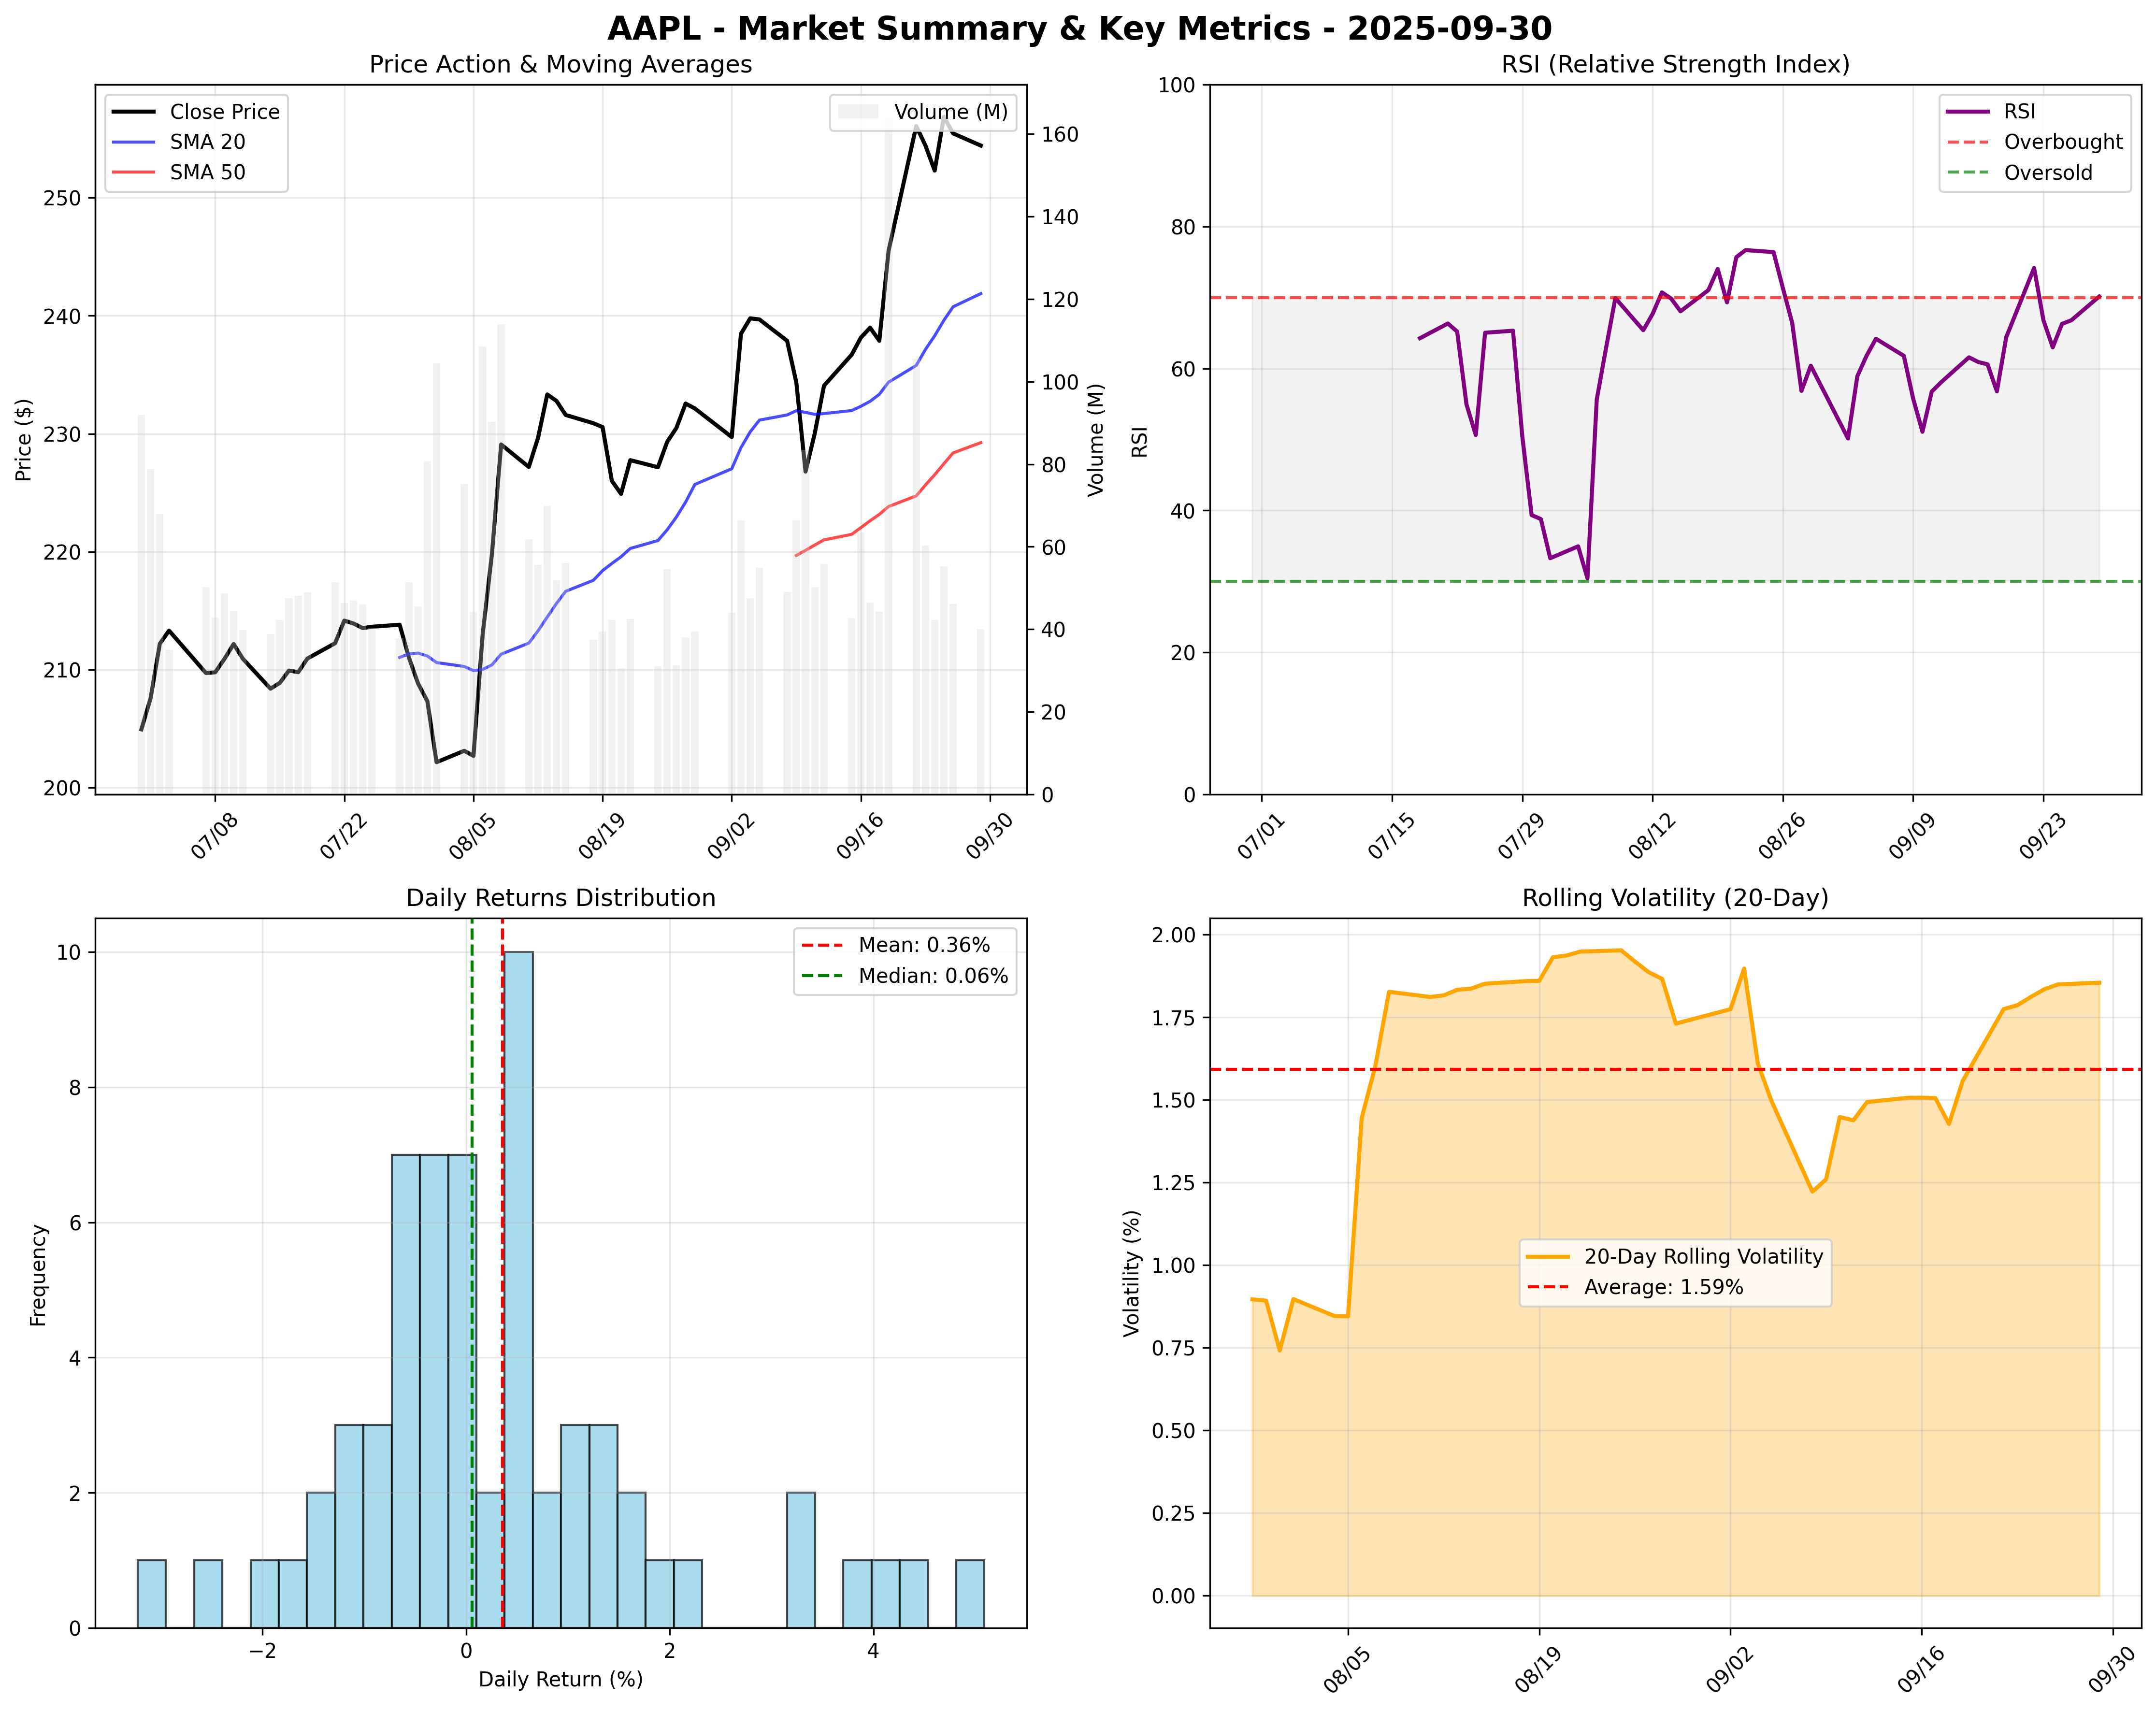 AAPL - Market Summary & Key Metrics - 2025-09-30
Price Action & Moving Averages
Close Price
SMA 20
SMA 50
Volume (M)
Price ($)
250
240
230
220
210
200
160
140
120
100
80
60
40
20
0
Volume (M)
07/08
07/22
08/05
08/19
09/02
09/16
09/30
RSI (Relative Strength Index)
RSI
Overbought
Oversold
RSI
100
80
60
40
20
0
07/01
07/15
07/29
08/12
08/26
09/09
09/23
Daily Returns Distribution
Mean: 0.36%
Median: 0.06%
Frequency
10
8
6
4
2
0
−2
0
2
4
Daily Return (%)
Rolling Volatility (20-Day)
20-Day Rolling Volatility
Average: 1.59%
Volatility (%)
2.00
1.75
1.50
1.25
1.00
0.75
0.50
0.25
0.00
08/05
08/19
09/02
09/16
09/30